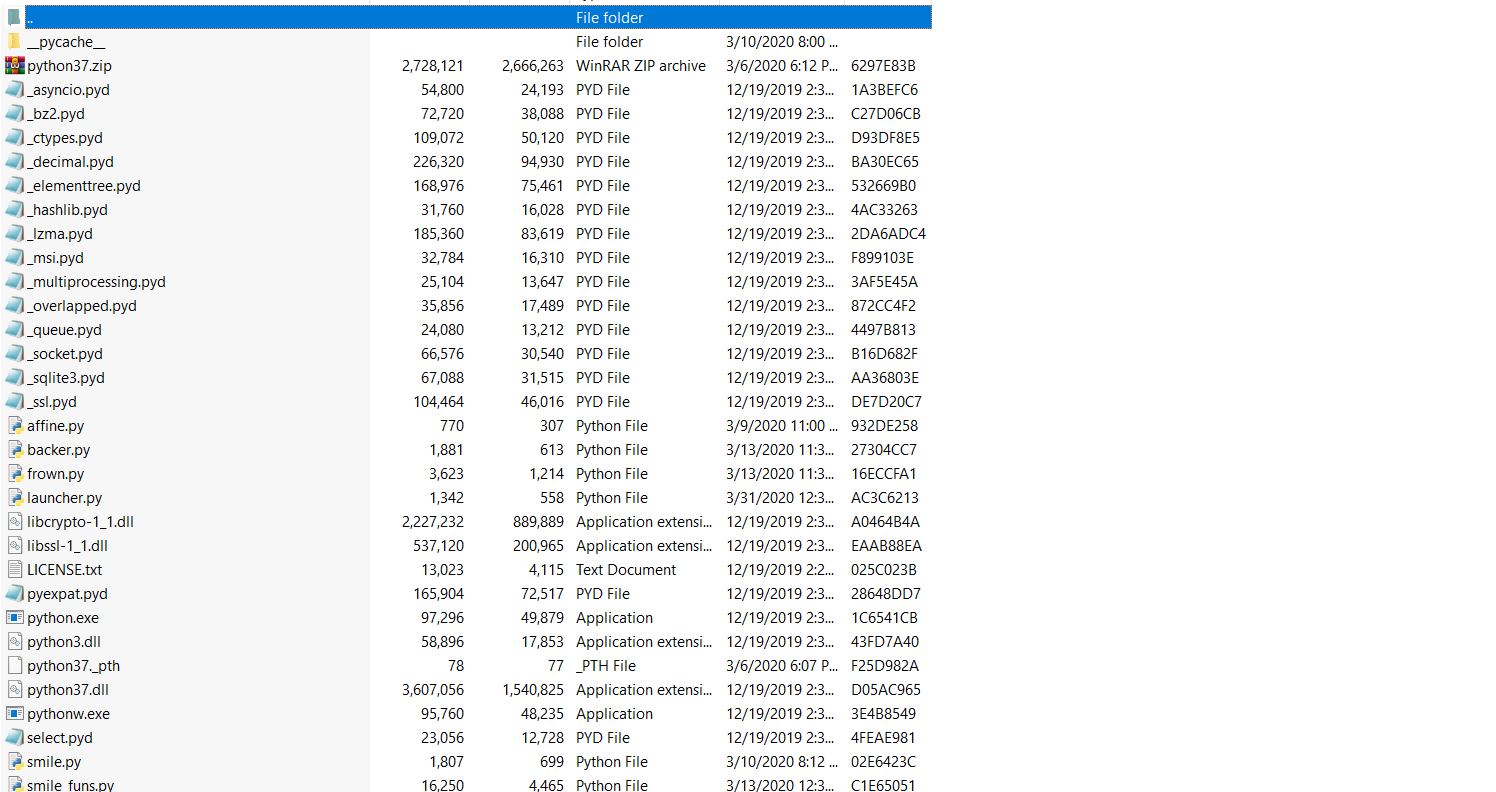 .. File folder
__pycache__ File folder 3/10/2020 8:00 ...
python37.zip 2,728,121 2,666,263 WinRAR ZIP archive 3/6/2020 6:12 P... 6297E83B
_asyncio.pyd 54,800 24,193 PYD File 12/19/2019 2:3... 1A3BEFC6
_bz2.pyd 72,720 38,088 PYD File 12/19/2019 2:3... C27D06CB
_ctypes.pyd 109,072 50,120 PYD File 12/19/2019 2:3... D93DF8E5
_decimal.pyd 226,320 94,930 PYD File 12/19/2019 2:3... BA30EC65
_elementtree.pyd 168,976 75,461 PYD File 12/19/2019 2:3... 532669B0
_hashlib.pyd 31,760 16,028 PYD File 12/19/2019 2:3... 4AC33263
_lzma.pyd 185,360 83,619 PYD File 12/19/2019 2:3... 2DA6ADC4
_msi.pyd 32,784 16,310 PYD File 12/19/2019 2:3... F899103E
_multiprocessing.pyd 25,104 13,647 PYD File 12/19/2019 2:3... 3AF5E45A
_overlapped.pyd 35,856 17,489 PYD File 12/19/2019 2:3... 872CC4F2
_queue.pyd 24,080 13,212 PYD File 12/19/2019 2:3... 4497B813
_socket.pyd 66,576 30,540 PYD File 12/19/2019 2:3... B16D682F
_sqlite3.pyd 67,088 31,515 PYD File 12/19/2019 2:3... AA36803E
_ssl.pyd 104,464 46,016 PYD File 12/19/2019 2:3... DE7D20C7
affine.py 770 307 Python File 3/9/2020 11:00 ... 932DE258
backer.py 1,881 613 Python File 3/13/2020 11:3... 27304CC7
frown.py 3,623 1,214 Python File 3/13/2020 11:3... 16ECCFA1
launcher.py 1,342 558 Python File 3/31/2020 12:3... AC3C6213
libcrypto-1_1.dll 2,227,232 889,889 Application extensi... 12/19/2019 2:3... A0464B4A
libssl-1_1.dll 537,120 200,965 Application extensi... 12/19/2019 2:3... EAAB88EA
LICENSE.txt 13,023 4,115 Text Document 12/19/2019 2:2... 025C023B
pyexpat.pyd 165,904 72,517 PYD File 12/19/2019 2:3... 28648DD7
python.exe 97,296 49,879 Application 12/19/2019 2:3... 1C6541CB
python3.dll 58,896 17,853 Application extensi... 12/19/2019 2:3... 43FD7A40
python37._pth 78 77 _PTH File 3/6/2020 6:07 P... F25D982A
python37.dll 3,607,056 1,540,825 Application extensi... 12/19/2019 2:3... D05AC965
pythonw.exe 95,760 48,235 Application 12/19/2019 2:3... 3E4B8549
select.pyd 23,056 12,728 PYD File 12/19/2019 2:3... 4FEAE981
smile.py 1,807 699 Python File 3/10/2020 8:12 ... 02E6423C
smile_funs.py 16,250 4,465 Python File 3/13/2020 12:3... C1E65051